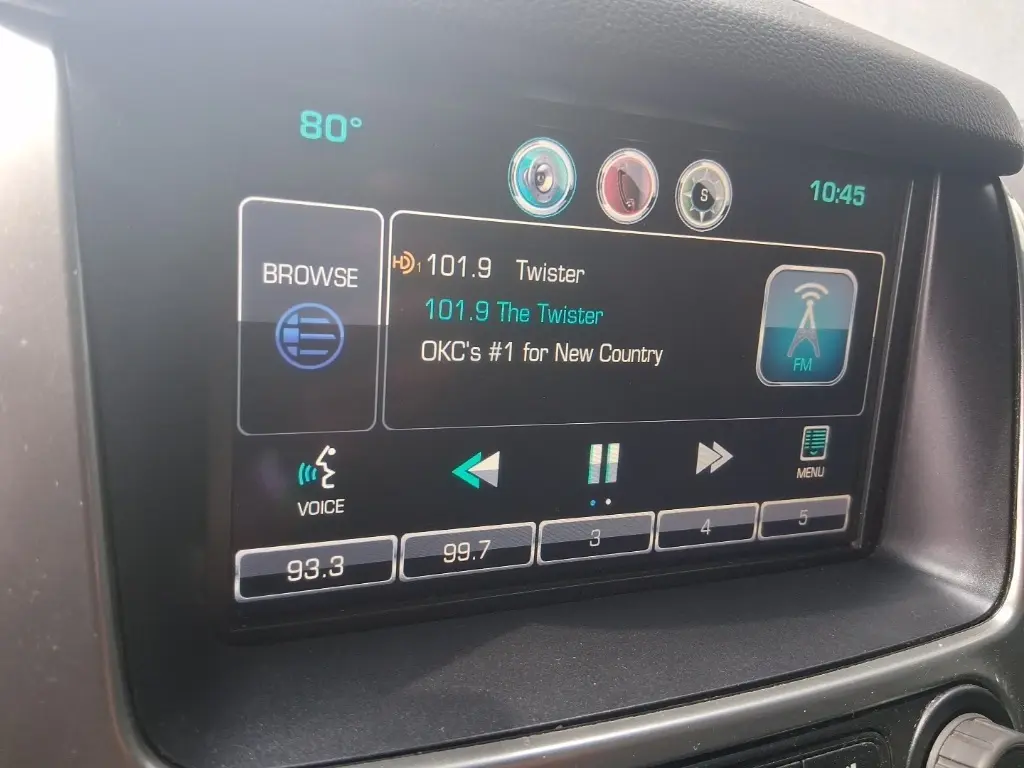 80°
10:45
S
BROWSE
HD1 101.9 Twister
101.9 The Twister
OKC's #1 for New Country
FM
VOICE
MENU
93.3
99.7
3
4
5